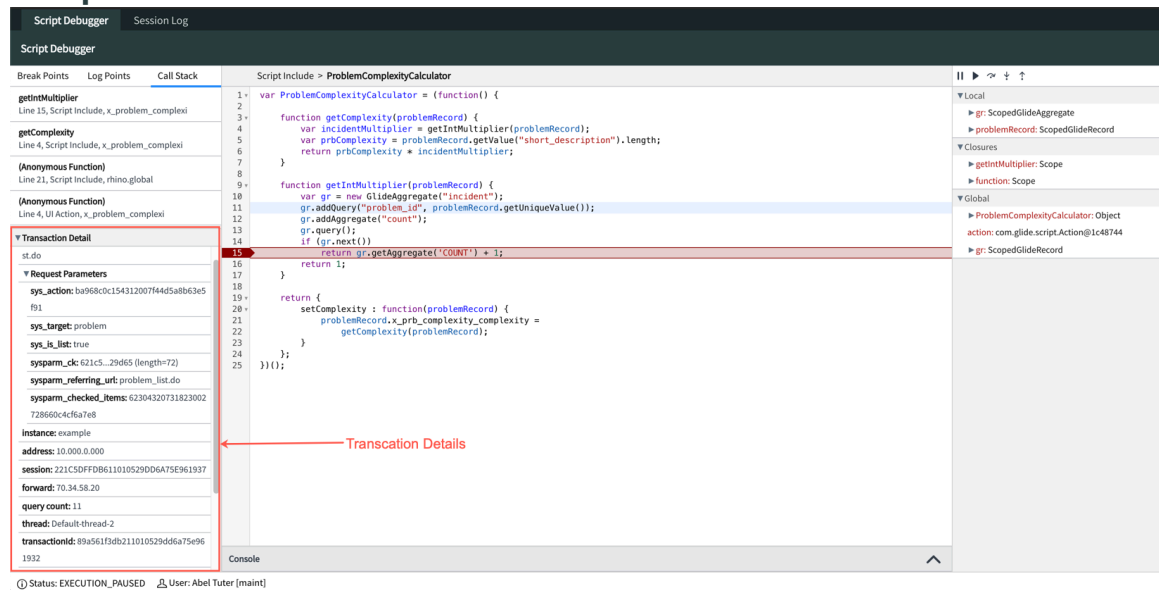 Script Debugger Session Log
Script Debugger
Break Points Log Points Call Stack
getIntMultiplier
Line 15, Script Include, x_problem_complexi
getComplexity
Line 4, Script Include, x_problem_complexi
(Anonymous Function)
Line 21, Script Include, rhino.global
(Anonymous Function)
Line 4, UI Action, x_problem_complexi
Transaction Detail
st.do
Request Parameters
sys_action: ba968c0c154312007f44d5a8b63e5
f91
sys_target: problem
sys_is_list: true
sysparm_ck: 621c5...29d65 (length=72)
sysparm_referring_url: problem_list.do
sysparm_checked_items: 62304320731823002
728660c4cf6a7e8
instance: example
address: 10.000.0.000
session: 221C5DFFDB611010529DD6A75E961937
forward: 70.34.58.20
query count: 11
thread: Default-thread-2
transactionId: 89a561f3db211010529dd6a75e96
1932
Script Include > ProblemComplexityCalculator
1 var ProblemComplexityCalculator = (function() {
2
3 function getComplexity(problemRecord) {
4 var incidentMultiplier = getIntMultiplier(problemRecord);
5 var prbComplexity = problemRecord.getValue("short_description").length;
6 return prbComplexity * incidentMultiplier;
7 }
8
9 function getIntMultiplier(problemRecord) {
10 var gr = new GlideAggregate("incident");
11 gr.addQuery("problem_id", problemRecord.getUniqueValue());
12 gr.addAggregate("count");
13 gr.query();
14 if (gr.next())
15 return gr.getAggregate('COUNT') + 1;
16 return 1;
17 }
18
19 return {
20 setComplexity : function(problemRecord) {
21 problemRecord.x_prb_complexity_complexity =
22 getComplexity(problemRecord);
23 }
24 };
25 })();
Transcation Details
Console
Local
gr: ScopedGlideAggregate
problemRecord: ScopedGlideRecord
Closures
getIntMultiplier: Scope
function: Scope
Global
ProblemComplexityCalculator: Object
action: com.glide.script.Action@1c48744
gr: ScopedGlideRecord
Status: EXECUTION_PAUSED User: Abel Tuter [maint]